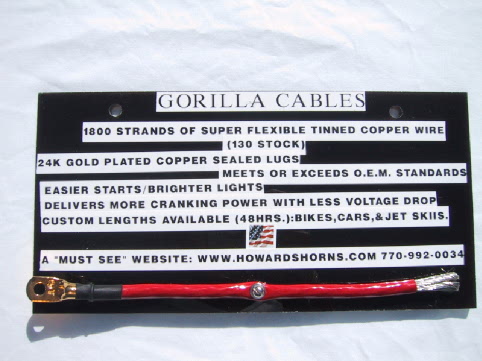 GORILLA CABLES
1800 STRANDS OF SUPER FLEXIBLE TINNED COPPER WIRE
(130 STOCK)
24K GOLD PLATED COPPER SEALED LUGS
MEETS OR EXCEEDS O.E.M. STANDARDS
EASIER STARTS/BRIGHTER LIGHTS
DELIVERS MORE CRANKING POWER WITH LESS VOLTAGE DROP
CUSTOM LENGTHS AVAILABLE (48HRS.):BIKES,CARS,&JET SKIIS.
A "MUST SEE" WEBSITE: WWW.HOWARDSHORNS.COM 770-992-0034